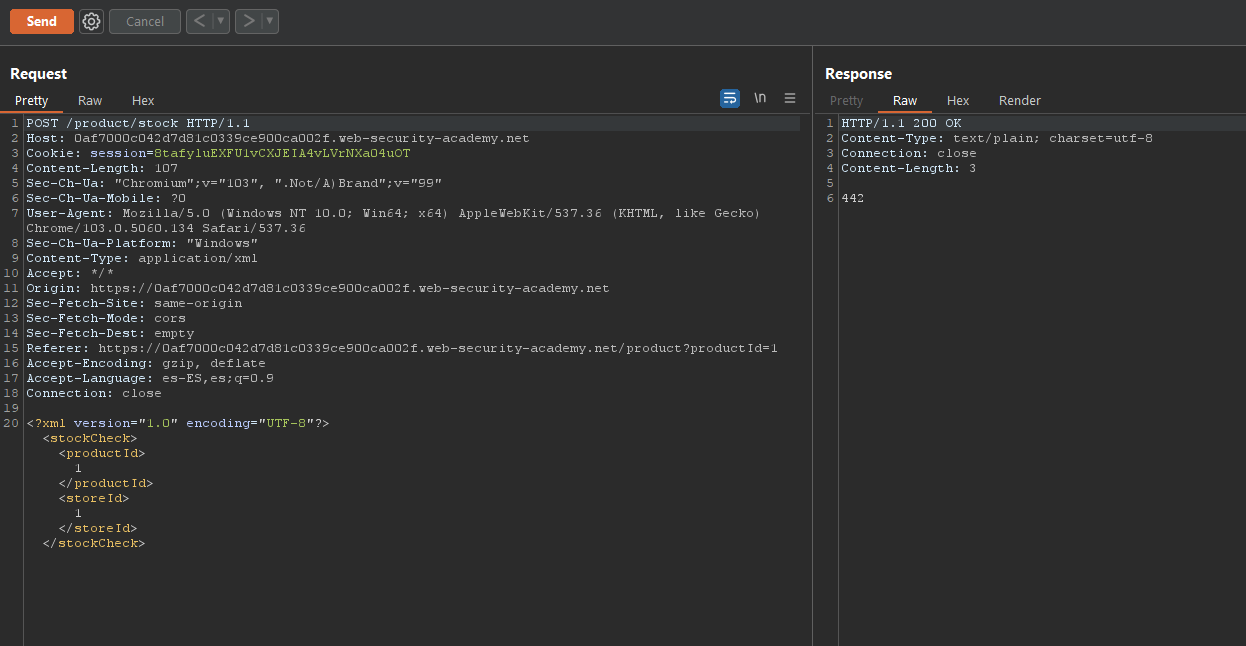 Send
Cancel
Request
Pretty
Raw
Hex
\n
1 POST /product/stock HTTP/1.1
2 Host: 0af7000c042d7d81c0339ce900ca002f.web-security-academy.net
3 Cookie: session=8tafyluEXFU1vCXJEIA4vLVrNXa04uOT
4 Content-Length: 107
5 Sec-Ch-Ua: "Chromium";v="103", ".Not/A)Brand";v="99"
6 Sec-Ch-Ua-Mobile: ?0
7 User-Agent: Mozilla/5.0 (Windows NT 10.0; Win64; x64) AppleWebKit/537.36 (KHTML, like Gecko)
Chrome/103.0.5060.134 Safari/537.36
8 Sec-Ch-Ua-Platform: "Windows"
9 Content-Type: application/xml
10 Accept: */*
11 Origin: https://0af7000c042d7d81c0339ce900ca002f.web-security-academy.net
12 Sec-Fetch-Site: same-origin
13 Sec-Fetch-Mode: cors
14 Sec-Fetch-Dest: empty
15 Referer: https://0af7000c042d7d81c0339ce900ca002f.web-security-academy.net/product?productId=1
16 Accept-Encoding: gzip, deflate
17 Accept-Language: es-ES,es;q=0.9
18 Connection: close
19
20 <?xml version="1.0" encoding="UTF-8"?>
<stockCheck>
<productId>
1
</productId>
<storeId>
1
</storeId>
</stockCheck>
Response
Pretty
Raw
Hex
Render
1 HTTP/1.1 200 OK
2 Content-Type: text/plain; charset=utf-8
3 Connection: close
4 Content-Length: 3
5
6 442